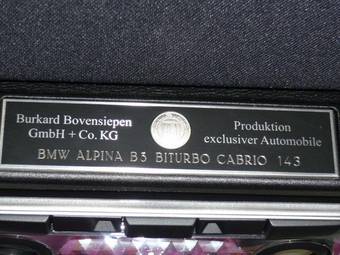 Burkard Bovensiepen
GmbH + Co. KG
Produktion
exclusiver Automobile
BMW ALPINA B3 BITURBO CABRIO 143